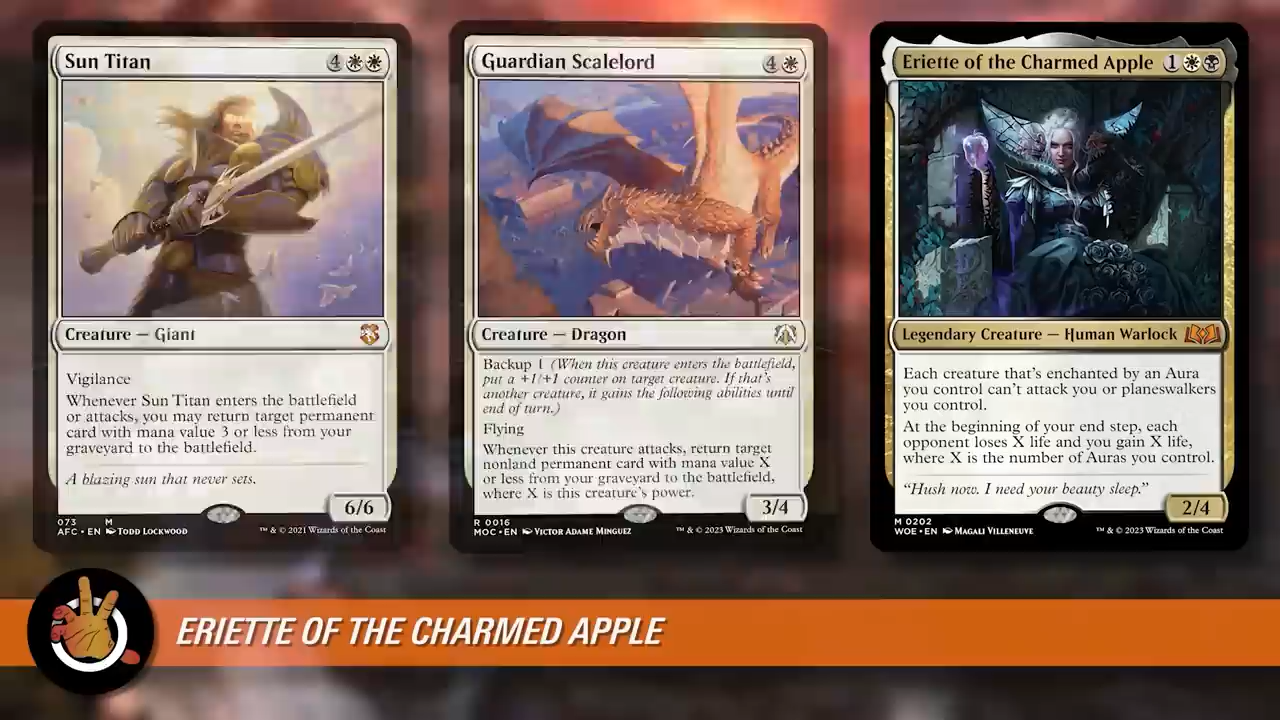 Sun Titan 4
Creature — Giant
Vigilance
Whenever Sun Titan enters the battlefield
or attacks, you may return target permanent
card with mana value 3 or less from your
graveyard to the battlefield.
A blazing sun that never sets.
6/6
073 M
AFC • EN Todd Lockwood
™ & © 2021 Wizards of the Coast
Guardian Scalelord 4
Creature — Dragon
Backup 1 (When this creature enters the battlefield,
put a +1/+1 counter on target creature. If that's
another creature, it gains the following abilities until
end of turn.)
Flying
Whenever this creature attacks, return target
nonland permanent card with mana value X
or less from your graveyard to the battlefield,
where X is this creature's power.
3/4
R 0016
MOC • EN Victor Adame Minguez
™ & © 2023 Wizards of the Coast
Eriette of the Charmed Apple 1
Legendary Creature — Human Warlock
Each creature that's enchanted by an Aura
you control can't attack you or planeswalkers
you control.
At the beginning of your end step, each
opponent loses X life and you gain X life,
where X is the number of Auras you control.
"Hush now. I need your beauty sleep."
2/4
M 0202
WOE • EN Magali Villeneuve
™ & © 2023 Wizards of the Coast
ERIETTE OF THE CHARMED APPLE